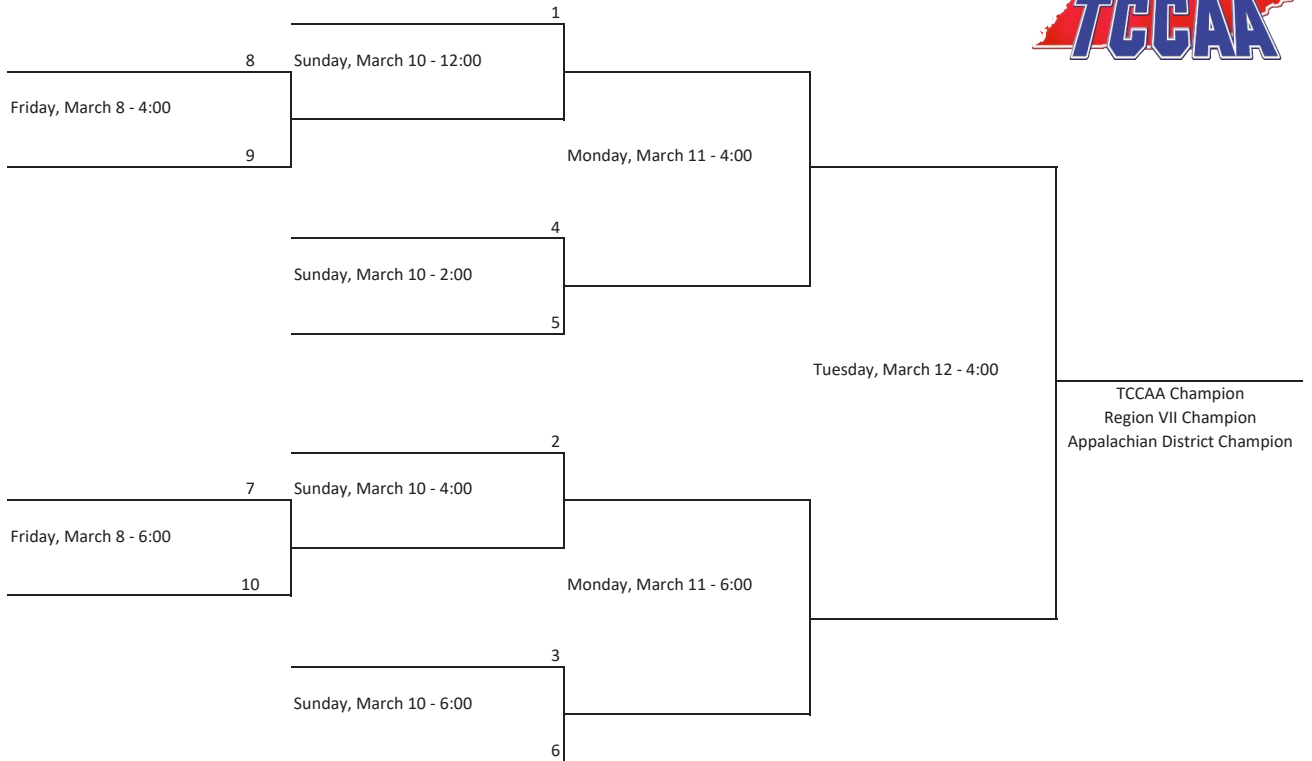 TCCAA
1
8
Sunday, March 10 - 12:00
Friday, March 8 - 4:00
9
Monday, March 11 - 4:00
4
Sunday, March 10 - 2:00
5
Tuesday, March 12 - 4:00
TCCAA Champion
Region VII Champion
Appalachian District Champion
2
7
Sunday, March 10 - 4:00
Friday, March 8 - 6:00
10
Monday, March 11 - 6:00
3
Sunday, March 10 - 6:00
6